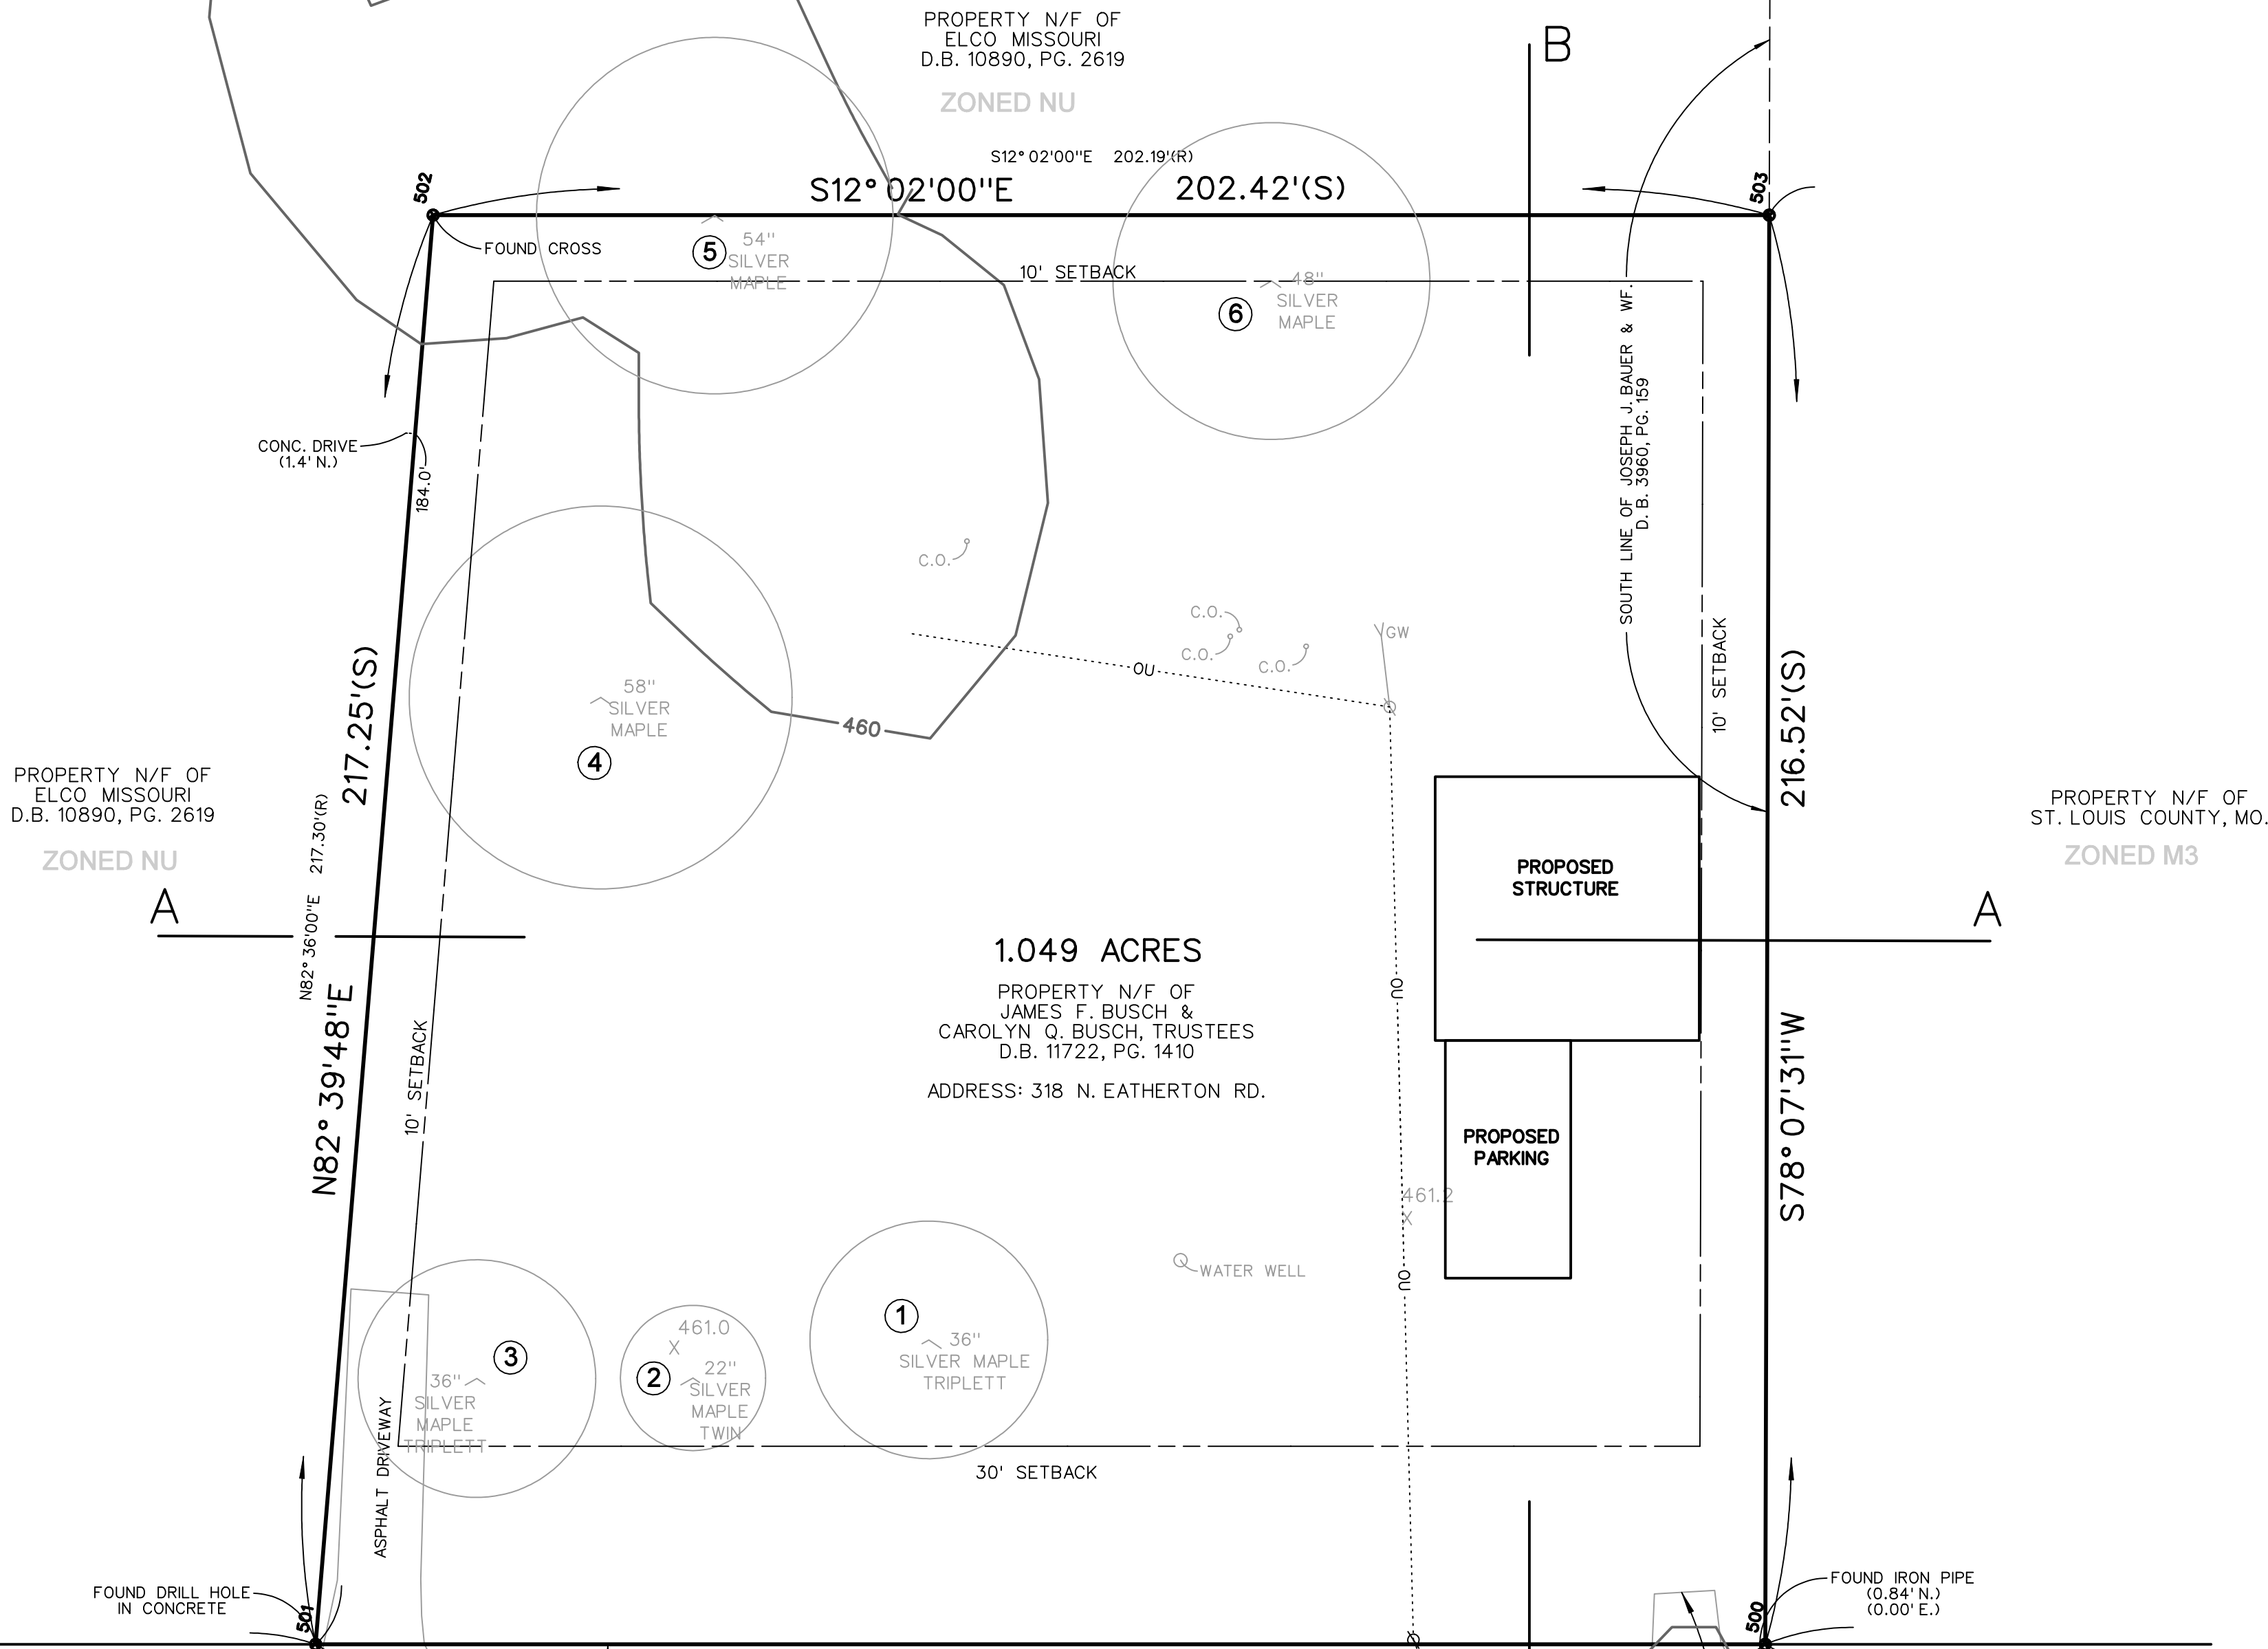 PROPERTY N/F OF
ELCO MISSOURI
D.B. 10890, PG. 2619
ZONED NU
B
S12° 02'00"E 202.19'(R)
S12° 02'00"E 202.42'(S)
502
503
FOUND CROSS
5
54"
SILVER
MAPLE
10' SETBACK
6
48"
SILVER
MAPLE
SOUTH LINE OF JOSEPH J. BAUER & WF.
D. B. 3960, PG. 159
CONC. DRIVE
(1.4' N.)
184.0'
C.O.
C.O.
C.O.
C.O.
GW
OU
10' SETBACK
58"
SILVER
MAPLE
4
460
217.25'(S)
N82° 39'48"E
N82° 36'00"E 217.30'(R)
216.52'(S)
S78° 07'31"W
PROPERTY N/F OF
ELCO MISSOURI
D.B. 10890, PG. 2619
ZONED NU
PROPERTY N/F OF
ST. LOUIS COUNTY, MO.
ZONED M3
A
A
PROPOSED
STRUCTURE
1.049 ACRES
PROPERTY N/F OF
JAMES F. BUSCH &
CAROLYN Q. BUSCH, TRUSTEES
D.B. 11722, PG. 1410
ADDRESS: 318 N. EATHERTON RD.
OU
10' SETBACK
PROPOSED
PARKING
461.2
X
WATER WELL
OU
1
36"
SILVER MAPLE
TRIPLETT
461.0
X
2
22"
SILVER
MAPLE
TWIN
3
36"
SILVER
MAPLE
TRIPLETT
ASPHALT DRIVEWAY
30' SETBACK
FOUND DRILL HOLE
IN CONCRETE
501
500
FOUND IRON PIPE
(0.84' N.)
(0.00' E.)